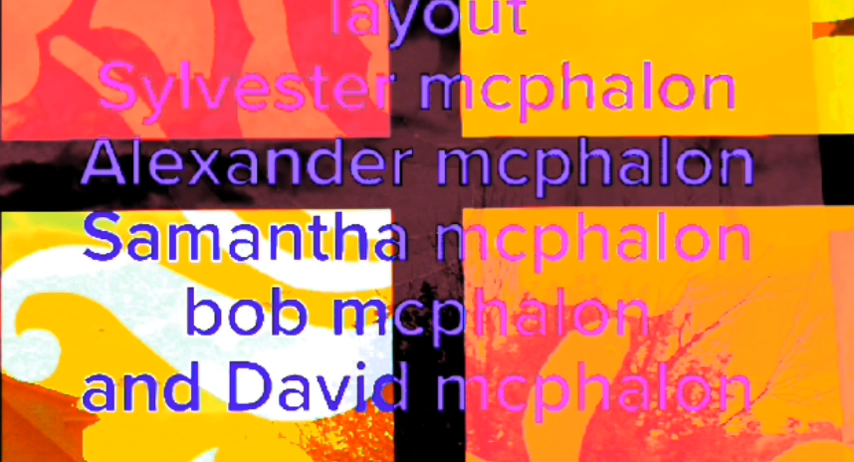 layout
Sylvester mcphalon
Alexander mcphalon
Samantha mcphalon
bob mcphalon
and David mcphalon